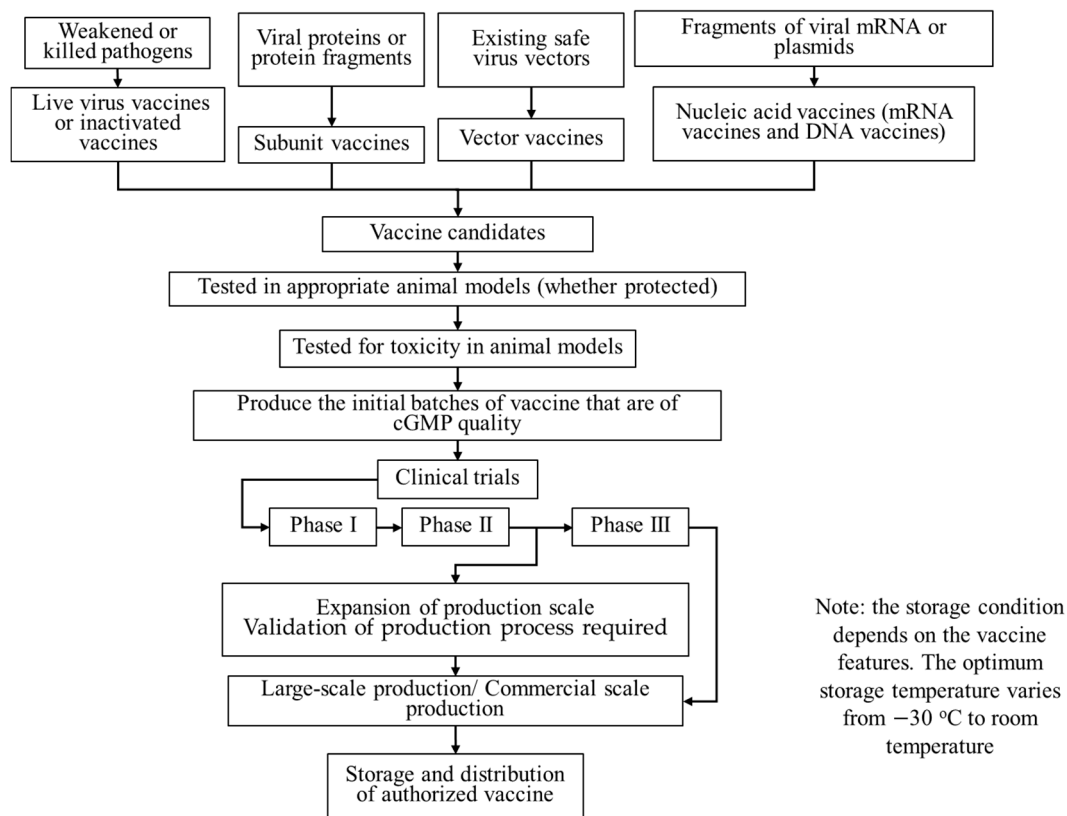 Weakened or
killed pathogens
Viral proteins or
protein fragments
Existing safe
virus vectors
Fragments of viral mRNA or
plasmids
Live virus vaccines
or inactivated
vaccines
Subunit vaccines
Vector vaccines
Nucleic acid vaccines (mRNA
vaccines and DNA vaccines)
Vaccine candidates
Tested in appropriate animal models (whether protected)
Tested for toxicity in animal models
Produce the initial batches of vaccine that are of
cGMP quality
Clinical trials
Phase I
Phase II
Phase III
Expansion of production scale
Validation of production process required
Large-scale production/ Commercial scale
production
Storage and distribution
of authorized vaccine
Note: the storage condition
depends on the vaccine
features. The optimum
storage temperature varies
from −30 °C to room
temperature